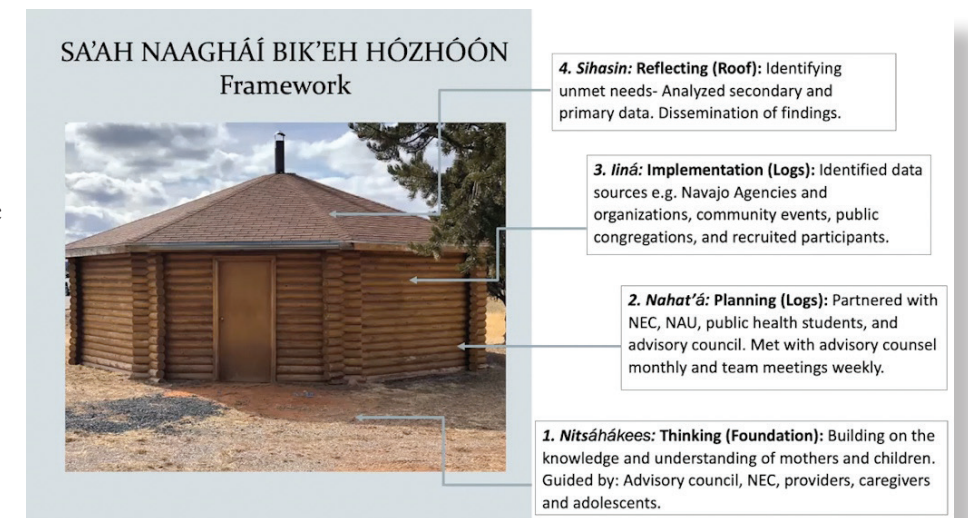 SA’AH NAAGHÁÍ BIK’EH HÓZHÓÓN
Framework
4. Sihasin: Reflecting (Roof): Identifying
unmet needs- Analyzed secondary and
primary data. Dissemination of findings.
3. Iiná: Implementation (Logs): Identified data
sources e.g. Navajo Agencies and
organizations, community events, public
congregations, and recruited participants.
2. Nahat’á: Planning (Logs): Partnered with
NEC, NAU, public health students, and
advisory council. Met with advisory counsel
monthly and team meetings weekly.
1. Nitsáhákees: Thinking (Foundation): Building on the
knowledge and understanding of mothers and children.
Guided by: Advisory council, NEC, providers, caregivers
and adolescents.